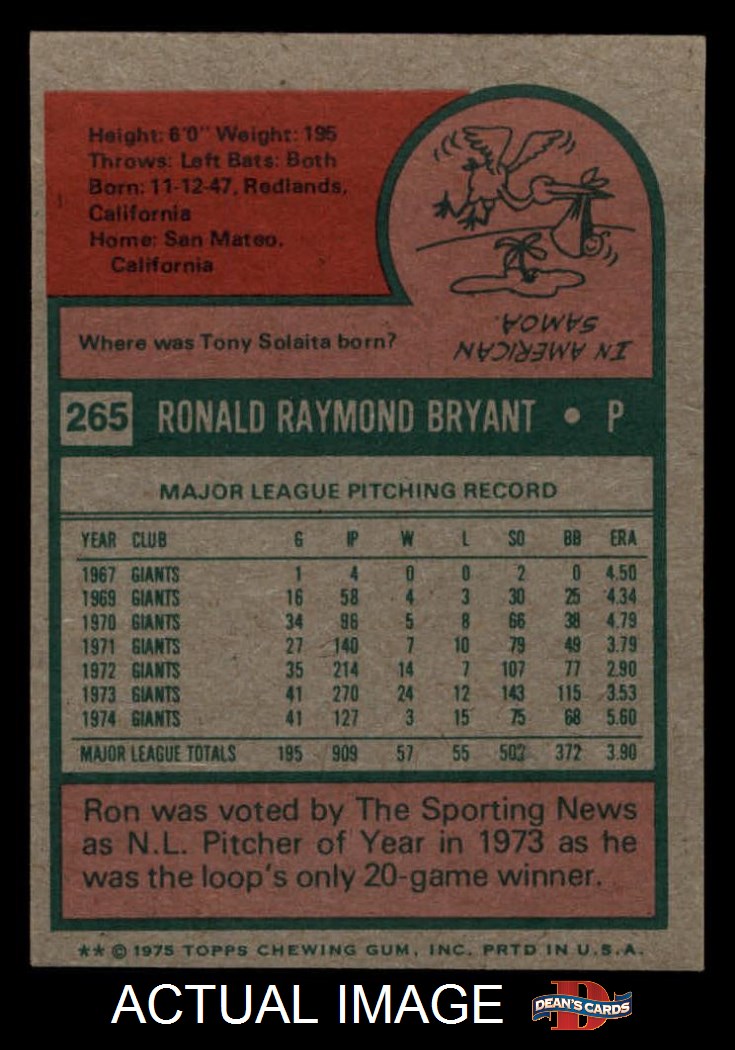 Height: 6'0" Weight: 195
Throws: Left Bats: Both
Born: 11-12-47, Redlands,
California
Home: San Mateo,
California
Where was Tony Solaita born?
IN AMERICAN
SAMOA.
265 RONALD RAYMOND BRYANT • P
MAJOR LEAGUE PITCHING RECORD
YEAR CLUB G IP W L SO BB ERA
1967 GIANTS 1 4 0 0 2 0 4.50
1969 GIANTS 16 58 4 3 30 25 4.34
1970 GIANTS 34 96 5 8 66 38 4.79
1971 GIANTS 27 140 7 10 79 49 3.79
1972 GIANTS 35 214 14 7 107 77 2.90
1973 GIANTS 41 270 24 12 143 115 3.53
1974 GIANTS 41 127 3 15 75 68 5.60
MAJOR LEAGUE TOTALS 195 909 57 55 502 372 3.90
Ron was voted by The Sporting News
as N.L. Pitcher of Year in 1973 as he
was the loop's only 20-game winner.
** © 1975 TOPPS CHEWING GUM, INC. PRTD IN U.S.A.
ACTUAL IMAGE
D
DEAN'S CARDS